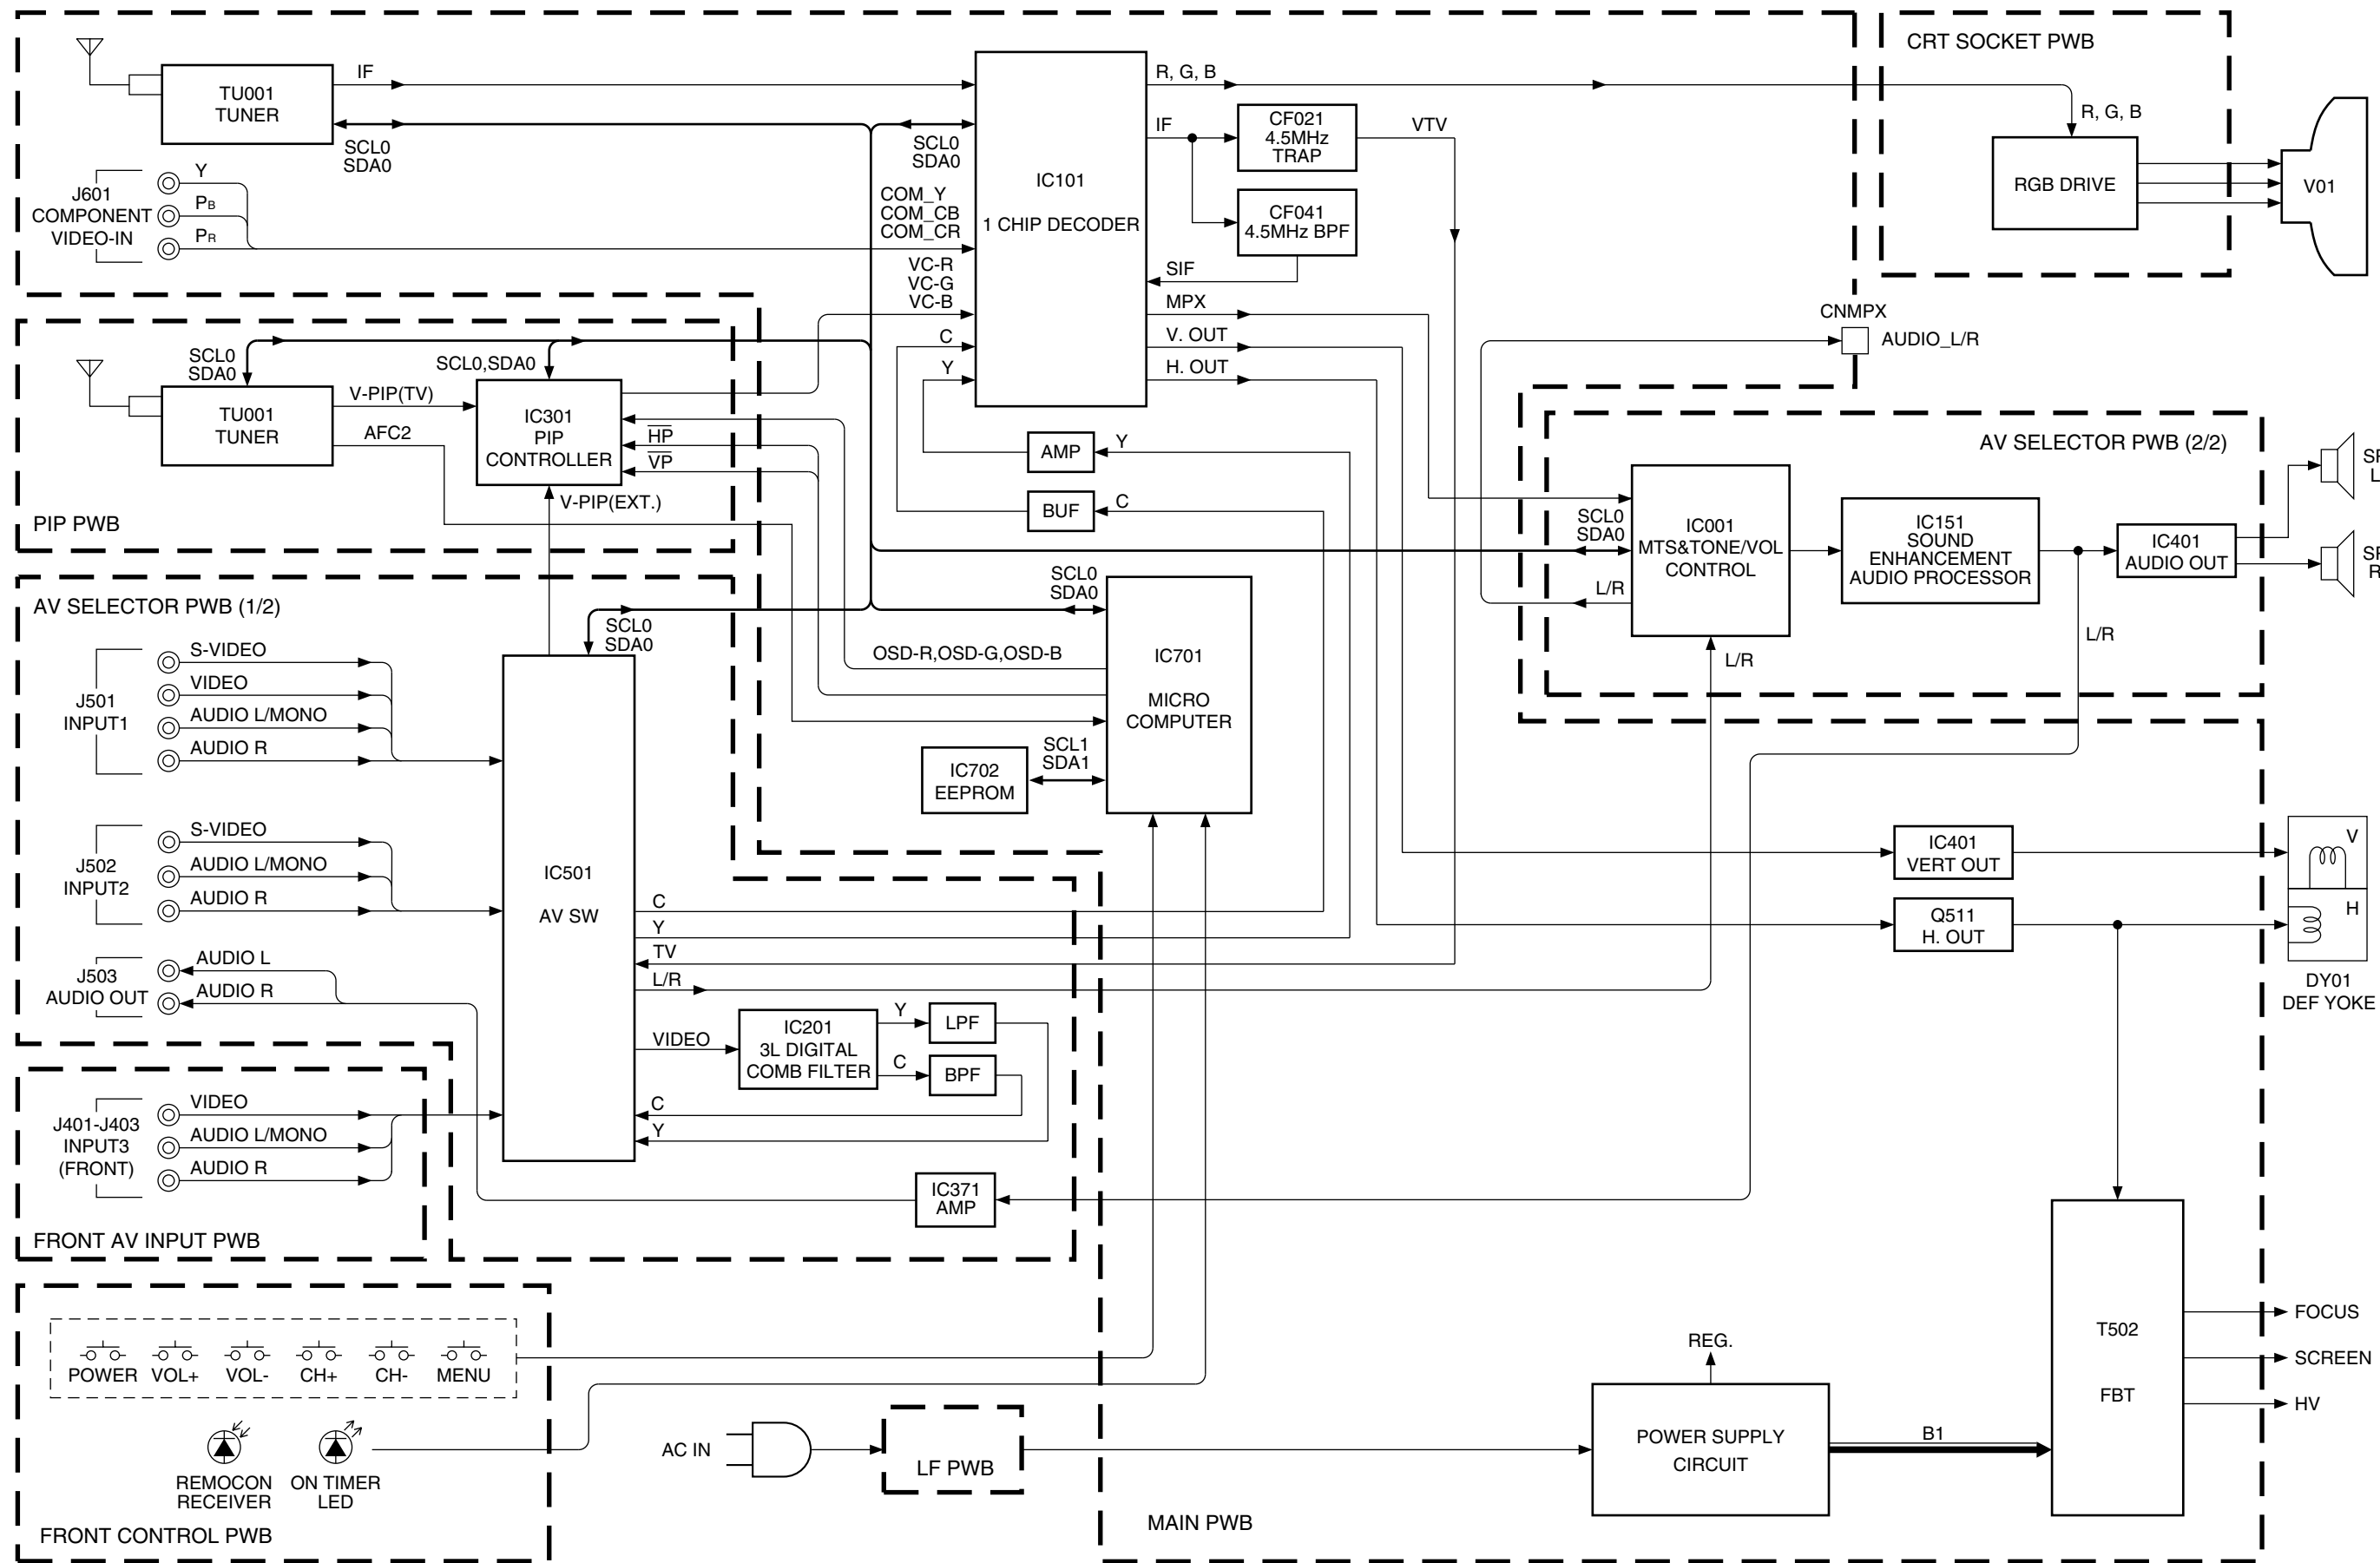 CRT SOCKET PWB
TU001
TUNER
IF
SCL0
SDA0
SCL0
SDA0
J601
COMPONENT
VIDEO-IN
Y
PB
PR
COM_Y
COM_CB
COM_CR
VC-R
VC-G
VC-B
C
Y
IC101
1 CHIP DECODER
R, G, B
IF
CF021
4.5MHz
TRAP
VTV
CF041
4.5MHz BPF
SIF
MPX
V. OUT
H. OUT
R, G, B
RGB DRIVE
V01
CNMPX
AUDIO_L/R
SCL0
SDA0
SCL0,SDA0
TU001
TUNER
V-PIP(TV)
AFC2
IC301
PIP
CONTROLLER
HP
VP
V-PIP(EXT.)
PIP PWB
AMP
Y
BUF
C
AV SELECTOR PWB (2/2)
SCL0
SDA0
L/R
IC001
MTS&TONE/VOL
CONTROL
L/R
IC151
SOUND
ENHANCEMENT
AUDIO PROCESSOR
IC401
AUDIO OUT
L/R
AV SELECTOR PWB (1/2)
SCL0
SDA0
SCL0
SDA0
OSD-R,OSD-G,OSD-B
IC701
MICRO
COMPUTER
SCL1
SDA1
IC702
EEPROM
J501
INPUT1
S-VIDEO
VIDEO
AUDIO L/MONO
AUDIO R
J502
INPUT2
S-VIDEO
AUDIO L/MONO
AUDIO R
J503
AUDIO OUT
AUDIO L
AUDIO R
IC501
AV SW
C
Y
TV
L/R
VIDEO
IC201
3L DIGITAL
COMB FILTER
Y
LPF
C
BPF
C
Y
IC401
VERT OUT
Q511
H. OUT
V
H
DY01
DEF YOKE
J401-J403
INPUT3
(FRONT)
VIDEO
AUDIO L/MONO
AUDIO R
FRONT AV INPUT PWB
IC371
AMP
POWER
VOL+
VOL-
CH+
CH-
MENU
REMOCON
RECEIVER
ON TIMER
LED
FRONT CONTROL PWB
AC IN
LF PWB
MAIN PWB
REG.
POWER SUPPLY
CIRCUIT
B1
T502
FBT
FOCUS
SCREEN
HV